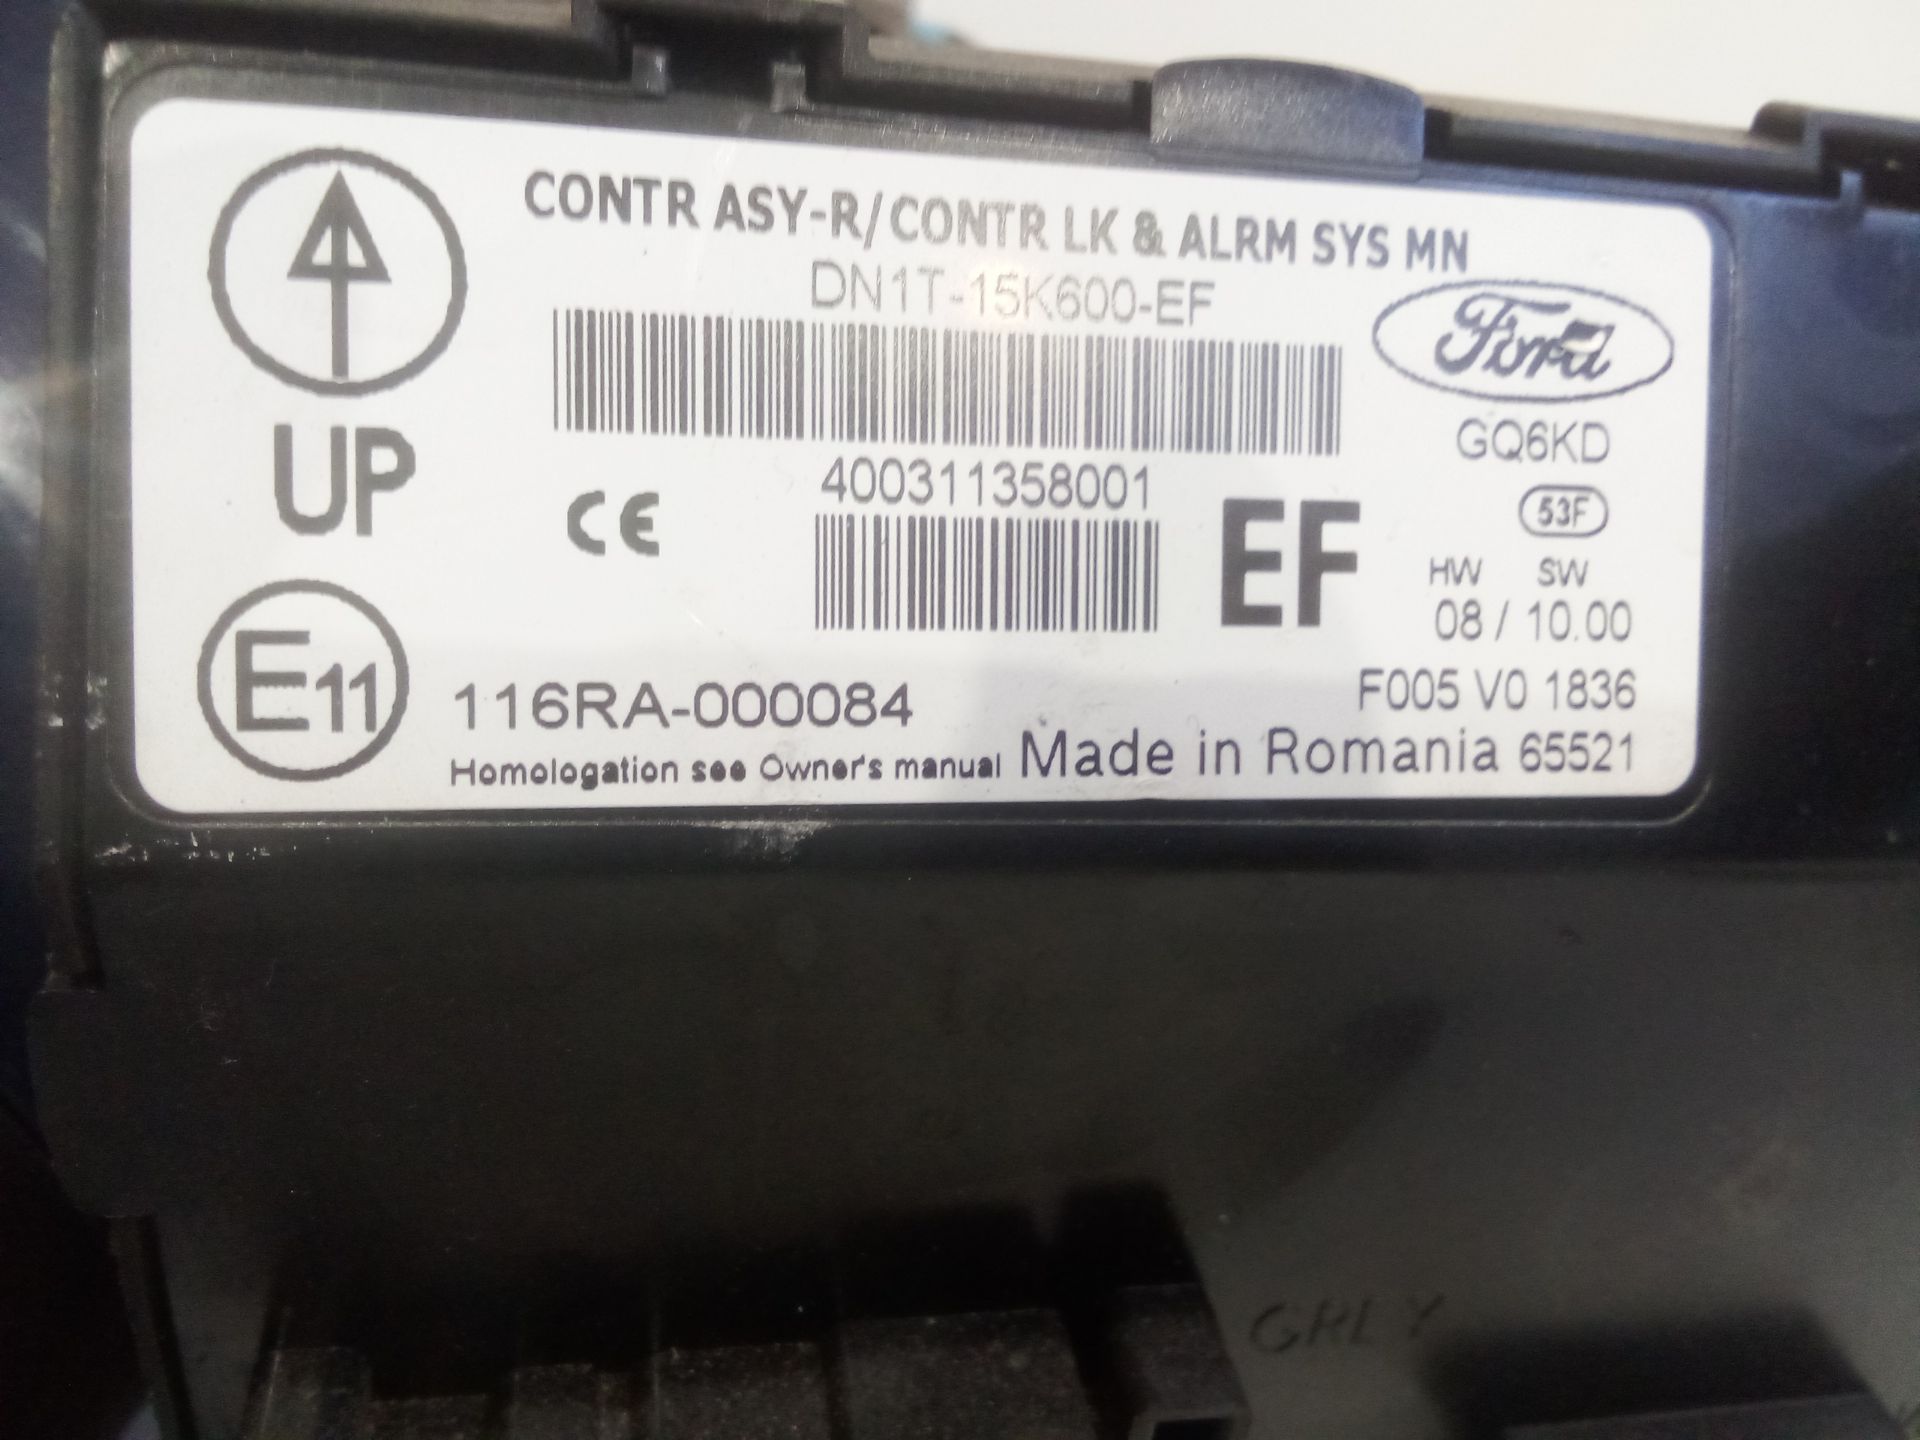 CONTR ASY-R/CONTR LK & ALRM SYS MN
DN1T-15K600-EF
Ford
GQ6KD
UP
400311358001
CE
EF
53F
HW SW
08 / 10.00
E11
116RA-000084
F005 V0 1836
Homologation see Owner's manual Made in Romania 65521
GREY